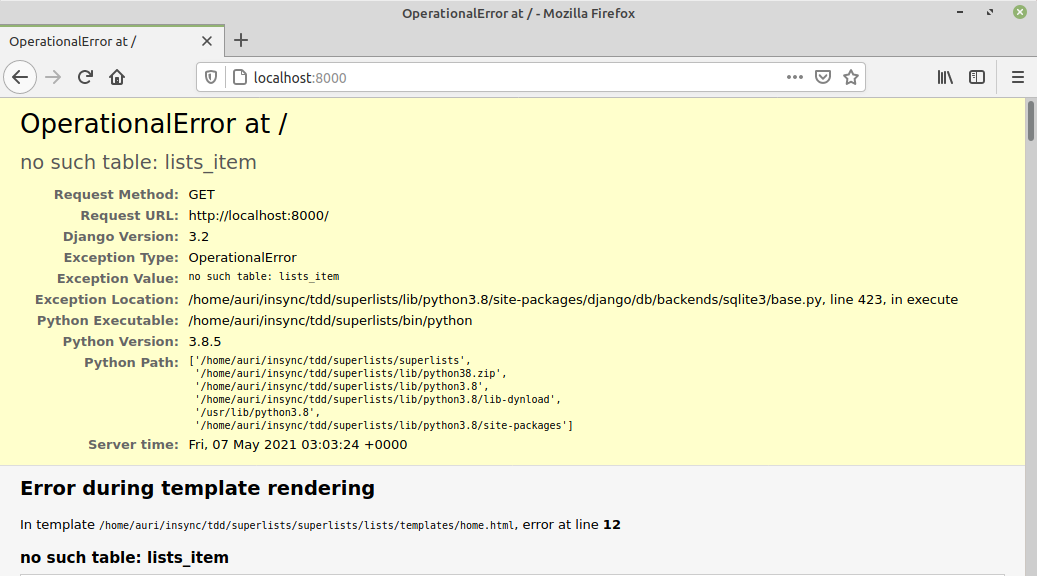 OperationalError at / - Mozilla Firefox
OperationalError at /
localhost:8000
OperationalError at /
no such table: lists_item
Request Method: GET
Request URL: http://localhost:8000/
Django Version: 3.2
Exception Type: OperationalError
Exception Value: no such table: lists_item
Exception Location: /home/auri/insync/tdd/superlists/lib/python3.8/site-packages/django/db/backends/sqlite3/base.py, line 423, in execute
Python Executable: /home/auri/insync/tdd/superlists/bin/python
Python Version: 3.8.5
Python Path: ['/home/auri/insync/tdd/superlists/superlists',
'/home/auri/insync/tdd/superlists/lib/python38.zip',
'/home/auri/insync/tdd/superlists/lib/python3.8',
'/home/auri/insync/tdd/superlists/lib/python3.8/lib-dynload',
'/usr/lib/python3.8',
'/home/auri/insync/tdd/superlists/lib/python3.8/site-packages']
Server time: Fri, 07 May 2021 03:03:24 +0000
Error during template rendering
In template /home/auri/insync/tdd/superlists/superlists/lists/templates/home.html, error at line 12
no such table: lists_item